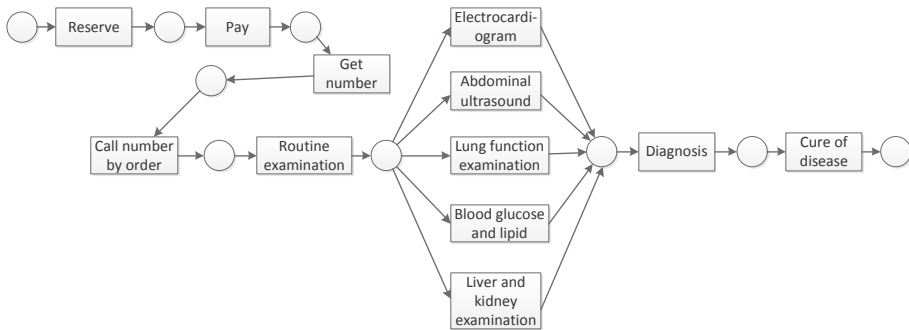 Reserve
Pay
Get
number
Call number
by order
Routine
examination
Electrocardi-
ogram
Abdominal
ultrasound
Lung function
examination
Blood glucose
and lipid
Liver and
kidney
examination
Diagnosis
Cure of
disease